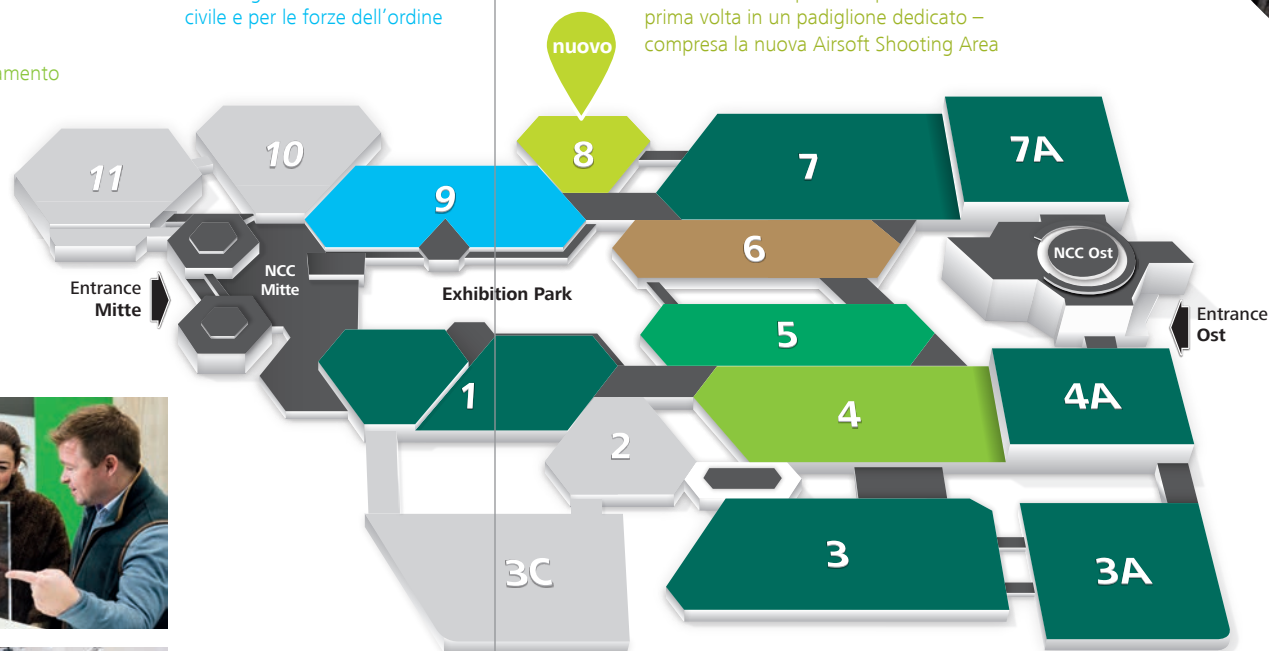 civile e per le forze dell’ordine
prima volta in un padiglione dedicato –
compresa la nuova Airsoft Shooting Area
nuovo
amento
11
10
9
8
7
7A
6
NCC Ost
NCC
Mitte
Entrance
Mitte
Exhibition Park
Entrance
Ost
5
1
4
4A
2
3C
3
3A